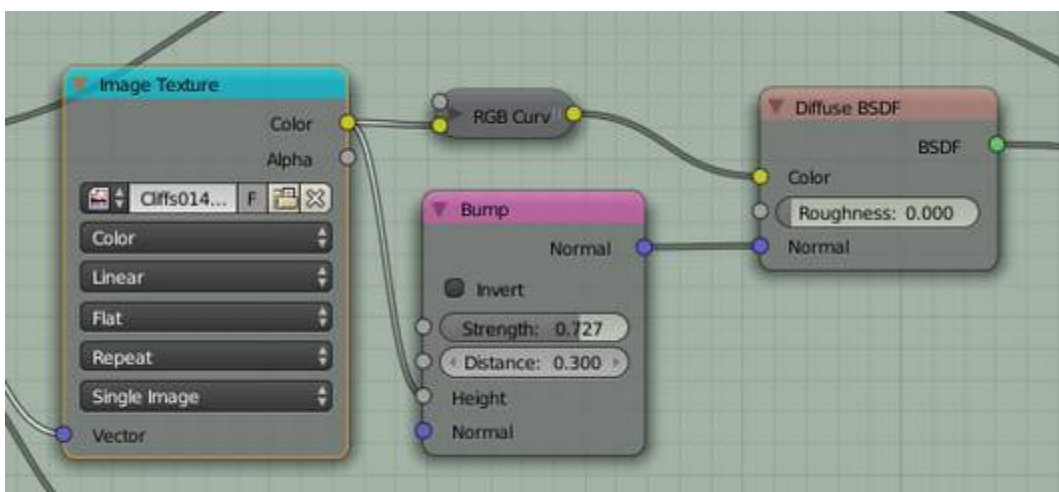 Image Texture
Color
Alpha
Cliffs014... F
Color
Linear
Flat
Repeat
Single Image
Vector
RGB Curv
Bump
Normal
Invert
Strength: 0.727
Distance: 0.300
Height
Normal
Diffuse BSDF
BSDF
Color
Roughness: 0.000
Normal